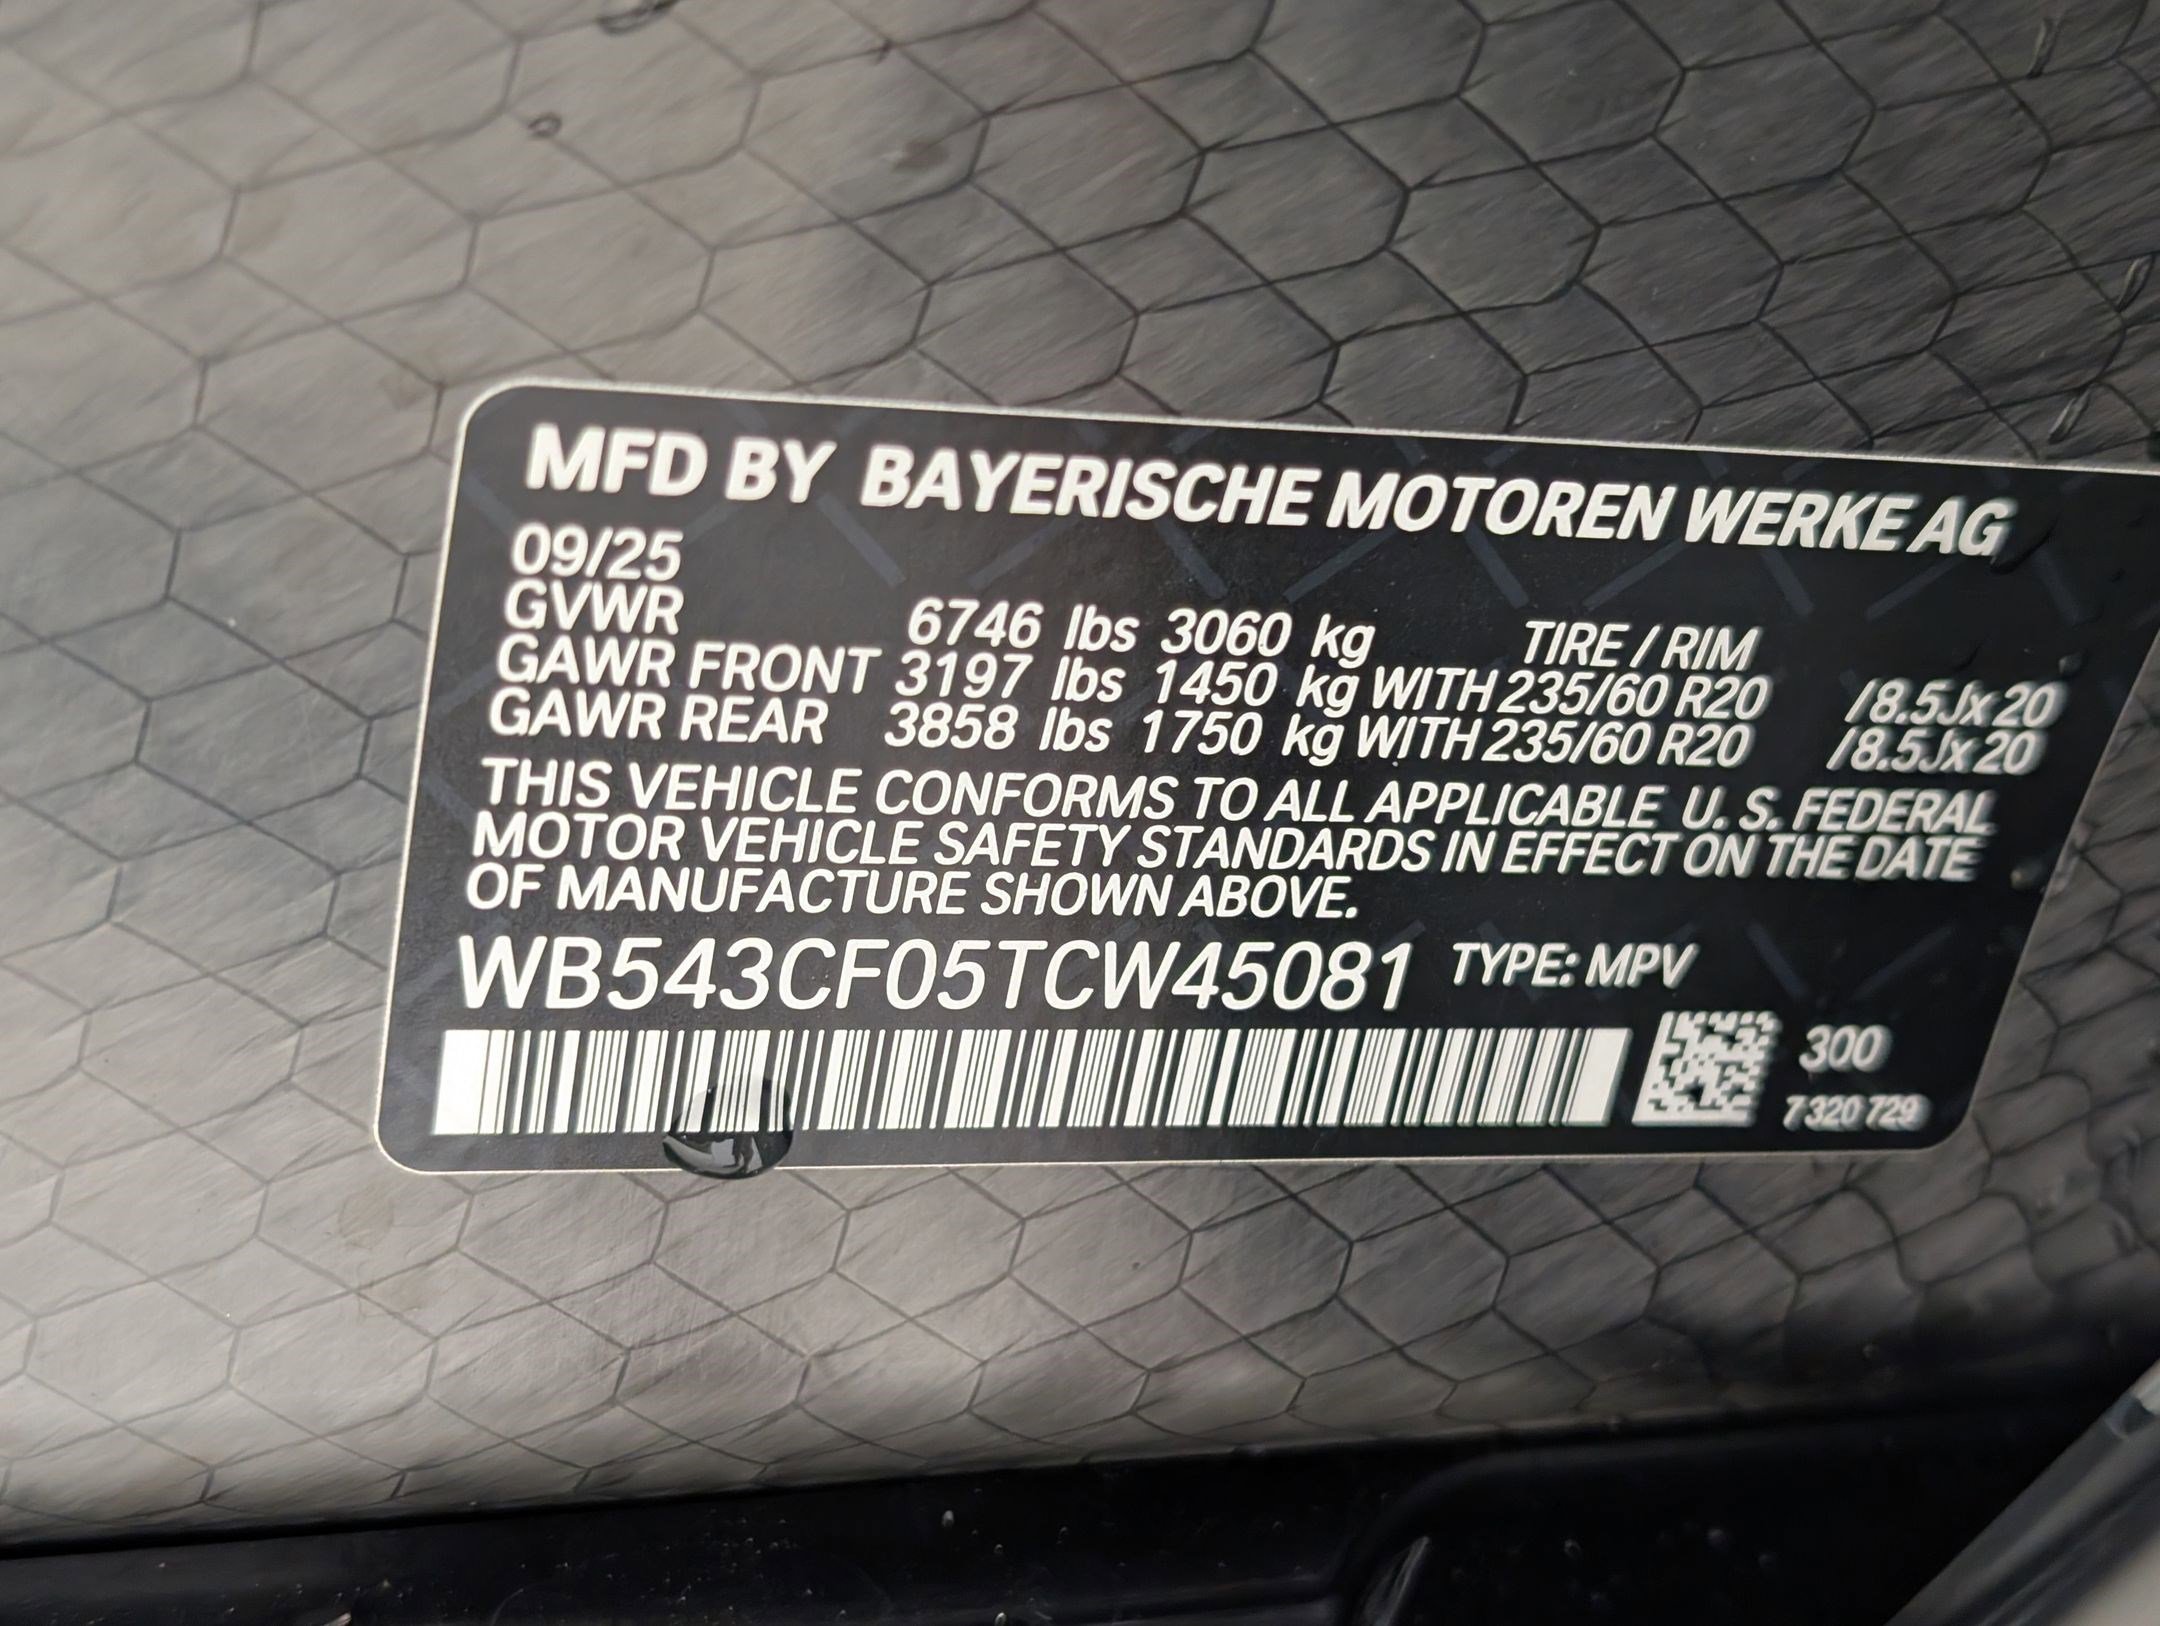 MFD BY BAYERISCHE MOTOREN WERKE AG
09/25
GVWR 6746 lbs 3060 kg TIRE / RIM
GAWR FRONT 3197 lbs 1450 kg WITH 235/60 R20 /8.5Jx20
GAWR REAR 3858 lbs 1750 kg WITH 235/60 R20 /8.5Jx20
THIS VEHICLE CONFORMS TO ALL APPLICABLE U. S. FEDERAL
MOTOR VEHICLE SAFETY STANDARDS IN EFFECT ON THE DATE
OF MANUFACTURE SHOWN ABOVE.
WB543CF05TCW45081 TYPE: MPV
300
7 320 729